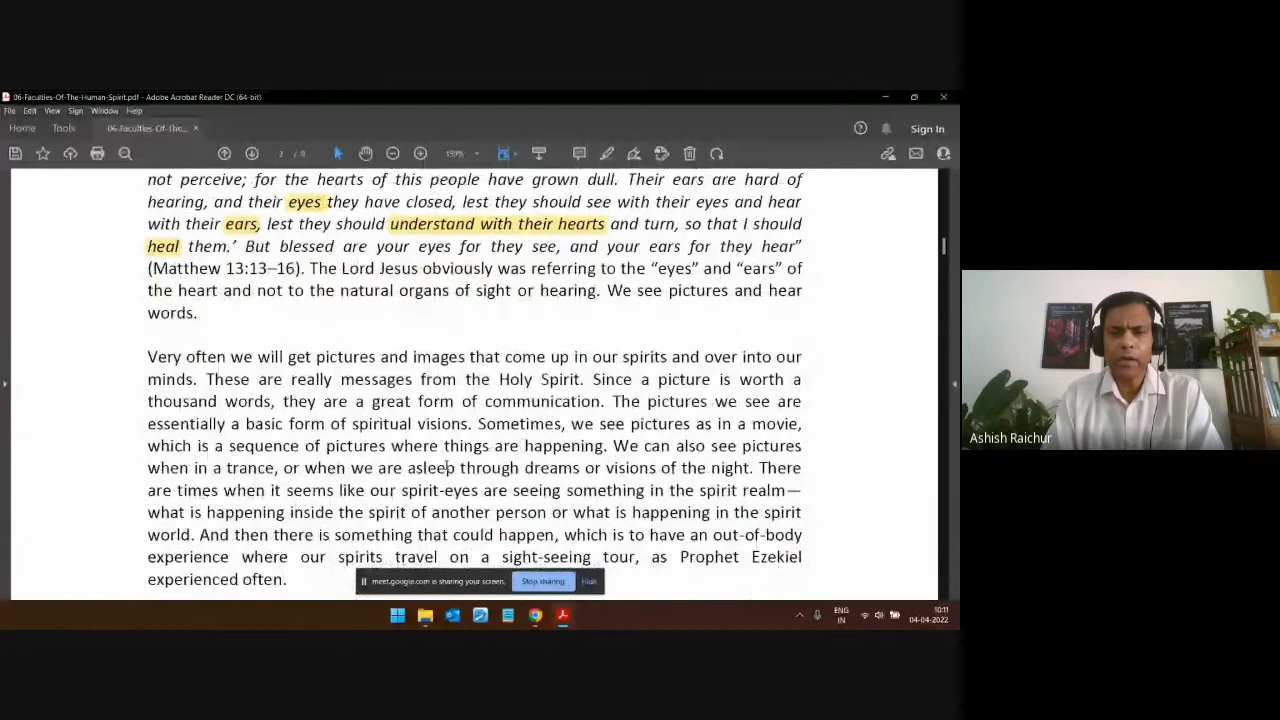 06-Faculties-Of-The-Human-Spirit.pdf - Adobe Acrobat Reader DC (64-bit)
File Edit View Sign Window Help
Home Tools 06-Faculties-Of-The... × Sign In
2 / 9 159%
not perceive; for the hearts of this people have grown dull. Their ears are hard of
hearing, and their eyes they have closed, lest they should see with their eyes and hear
with their ears, lest they should understand with their hearts and turn, so that I should
heal them.’ But blessed are your eyes for they see, and your ears for they hear”
(Matthew 13:13–16). The Lord Jesus obviously was referring to the “eyes” and “ears” of
the heart and not to the natural organs of sight or hearing. We see pictures and hear
words.
Very often we will get pictures and images that come up in our spirits and over into our
minds. These are really messages from the Holy Spirit. Since a picture is worth a
thousand words, they are a great form of communication. The pictures we see are
essentially a basic form of spiritual visions. Sometimes, we see pictures as in a movie,
which is a sequence of pictures where things are happening. We can also see pictures
when in a trance, or when we are asleep through dreams or visions of the night. There
are times when it seems like our spirit-eyes are seeing something in the spirit realm—
what is happening inside the spirit of another person or what is happening in the spirit
world. And then there is something that could happen, which is to have an out-of-body
experience where our spirits travel on a sight-seeing tour, as Prophet Ezekiel
experienced often.
meet.google.com is sharing your screen. Stop sharing Hide
ENG
IN
10:11
04-04-2022
Ashish Raichur